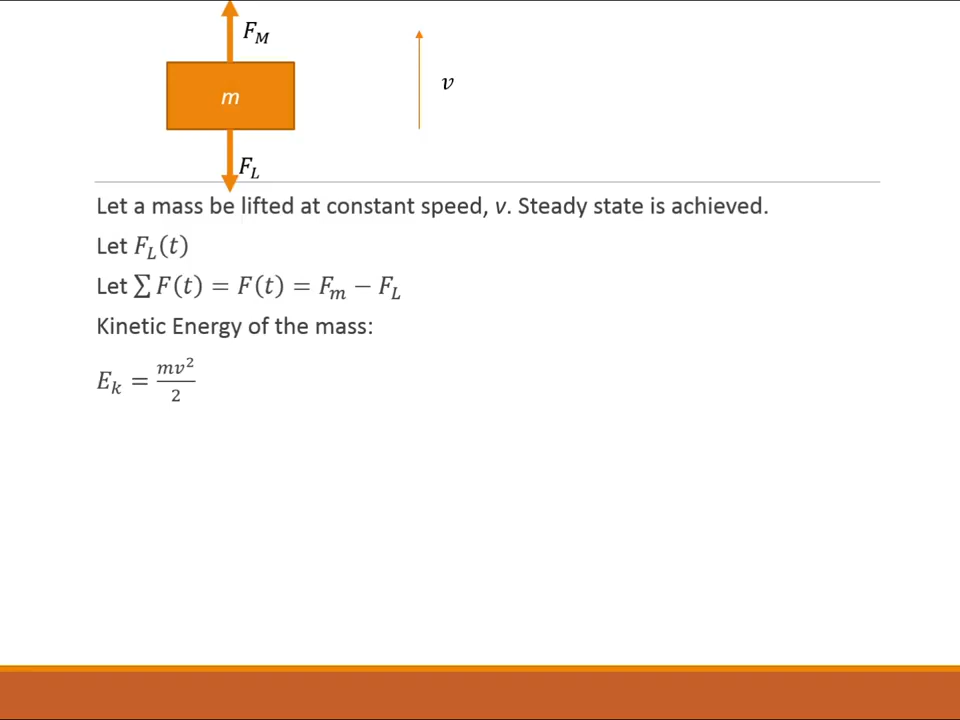 F_M
m
v
F_L
Let a mass be lifted at constant speed, v. Steady state is achieved.
Let F_L(t)
Let ∑ F(t) = F(t) = F_m − F_L
Kinetic Energy of the mass:
E_k = mv²/2